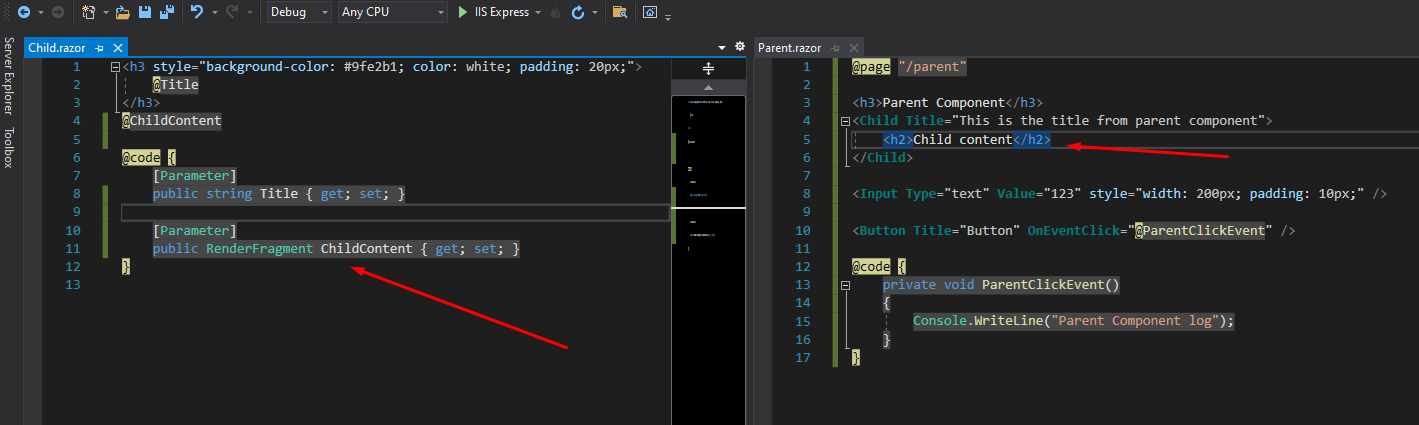 Debug
Any CPU
IIS Express
Server Explorer
Toolbox
Child.razor
1 <h3 style="background-color: #9fe2b1; color: white; padding: 20px;">
2 @Title
3 </h3>
4 @ChildContent
5
6 @code {
7 [Parameter]
8 public string Title { get; set; }
9
10 [Parameter]
11 public RenderFragment ChildContent { get; set; }
12 }
13
Parent.razor
1 @page "/parent"
2
3 <h3>Parent Component</h3>
4 <Child Title="This is the title from parent component">
5 <h2>Child content</h2>
6 </Child>
7
8 <Input Type="text" Value="123" style="width: 200px; padding: 10px;" />
9
10 <Button Title="Button" OnEventClick="@ParentClickEvent" />
11
12 @code {
13 private void ParentClickEvent()
14 {
15 Console.WriteLine("Parent Component log");
16 }
17 }